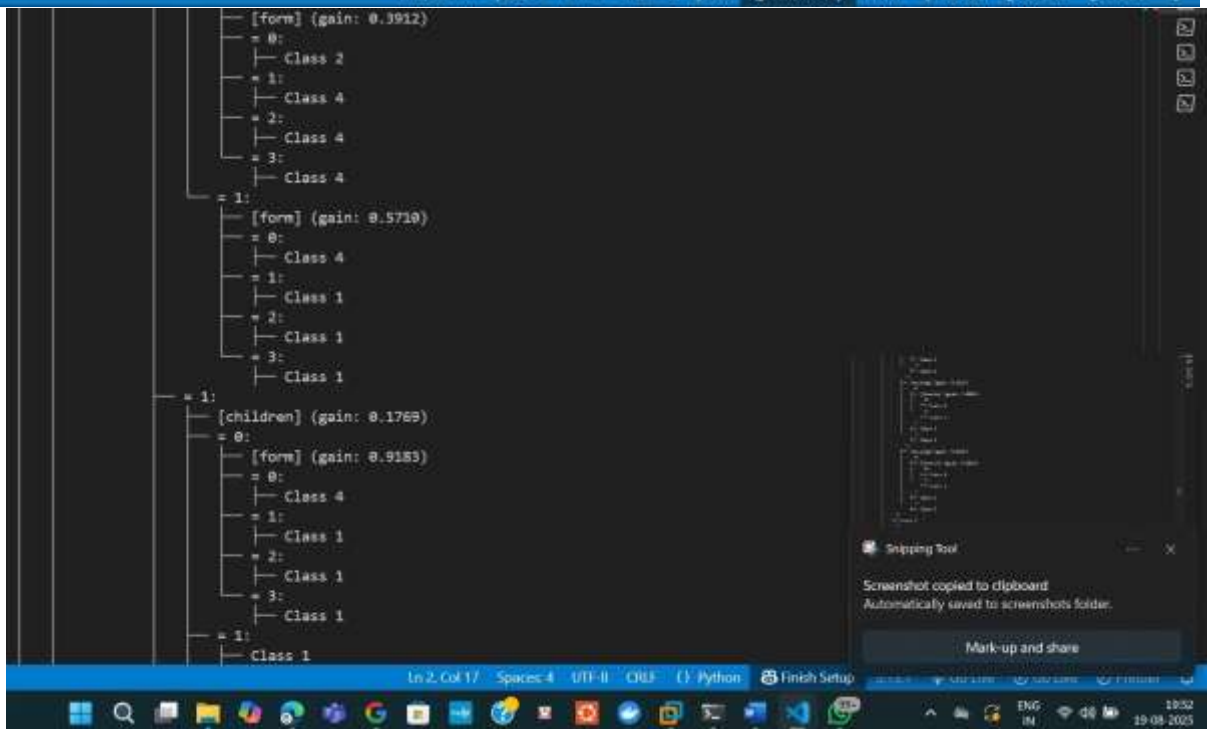 [form] (gain: 0.3912)
= 0:
Class 2
= 1:
Class 4
= 2:
Class 4
= 3:
Class 4
= 1:
[form] (gain: 0.5710)
= 0:
Class 4
= 1:
Class 1
= 2:
Class 1
= 3:
Class 1
= 1:
[children] (gain: 0.1769)
= 0:
[form] (gain: 0.9183)
= 0:
Class 4
= 1:
Class 1
= 2:
Class 1
= 3:
Class 1
= 1:
Class 1
Snipping Tool
Screenshot copied to clipboard
Automatically saved to screenshots folder.
Mark-up and share
Ln 2, Col 17 Spaces: 4 UTF-8 CRLF {} Python Finish Setup
ENG
IN
19:52
19-08-2025